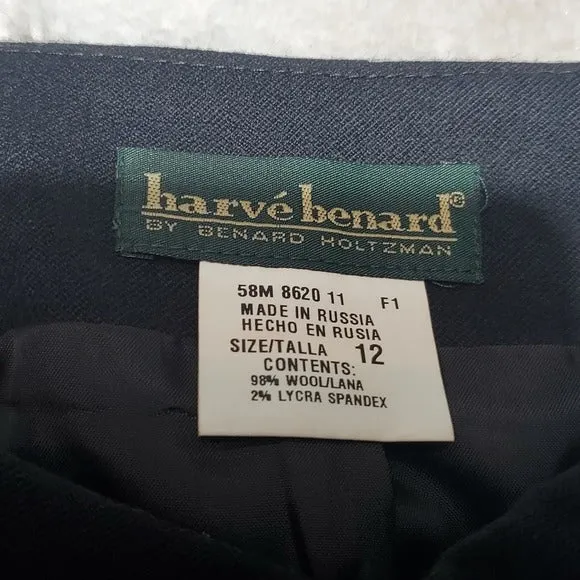 harvé benard®
BY BENARD HOLTZMAN
58M 8620 11 F1
MADE IN RUSSIA
HECHO EN RUSIA
SIZE/TALLA 12
CONTENTS:
98% WOOL/LANA
2% LYCRA SPANDEX